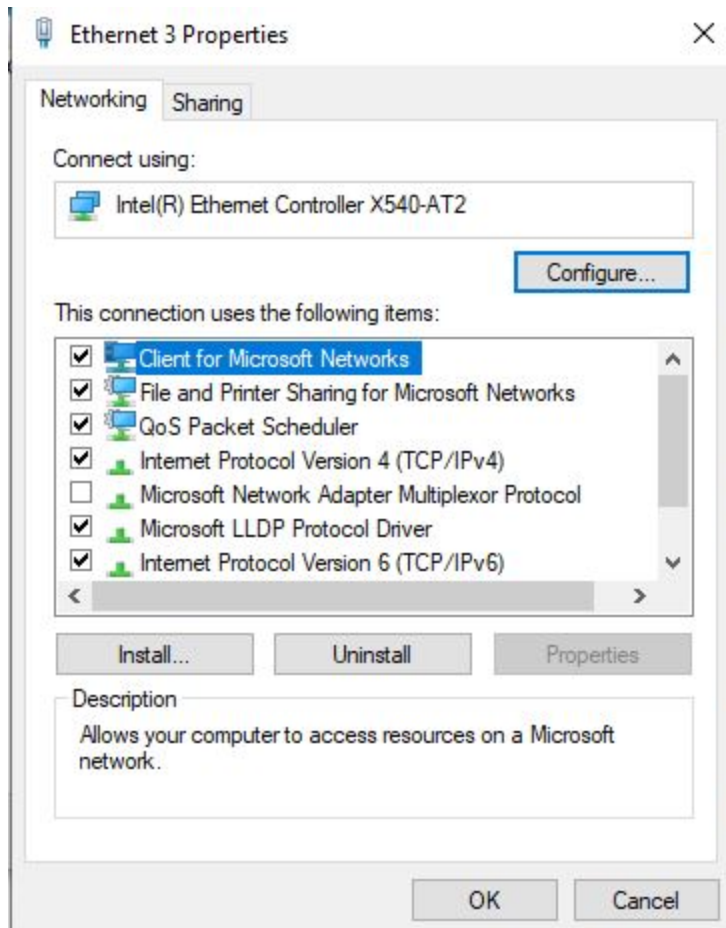 Ethernet 3 Properties
Networking
Sharing
Connect using:
Intel(R) Ethernet Controller X540-AT2
Configure...
This connection uses the following items:
Client for Microsoft Networks
File and Printer Sharing for Microsoft Networks
QoS Packet Scheduler
Internet Protocol Version 4 (TCP/IPv4)
Microsoft Network Adapter Multiplexor Protocol
Microsoft LLDP Protocol Driver
Internet Protocol Version 6 (TCP/IPv6)
Install...
Uninstall
Properties
Description
Allows your computer to access resources on a Microsoft
network.
OK
Cancel